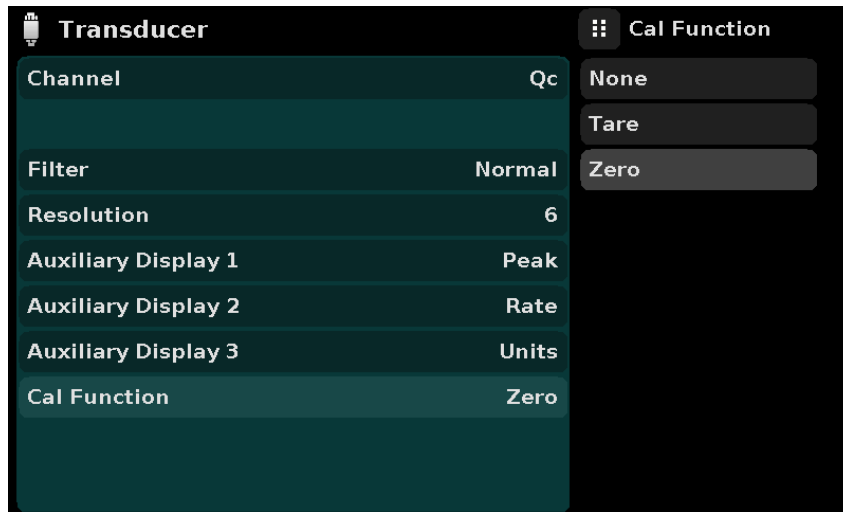 Transducer
Channel Qc
Filter Normal
Resolution 6
Auxiliary Display 1 Peak
Auxiliary Display 2 Rate
Auxiliary Display 3 Units
Cal Function Zero
Cal Function
None
Tare
Zero